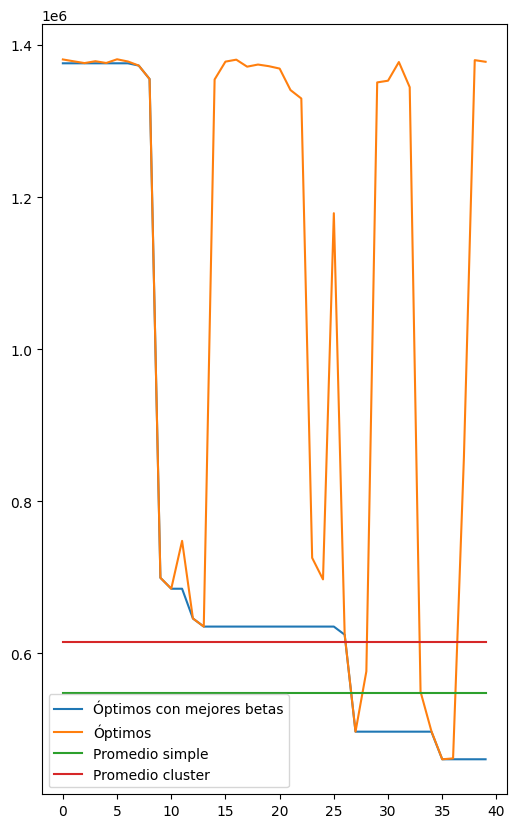 1e6
1.4
1.2
1.0
0.8
0.6
Óptimos con mejores betas
Óptimos
Promedio simple
Promedio cluster
0 5 10 15 20 25 30 35 40